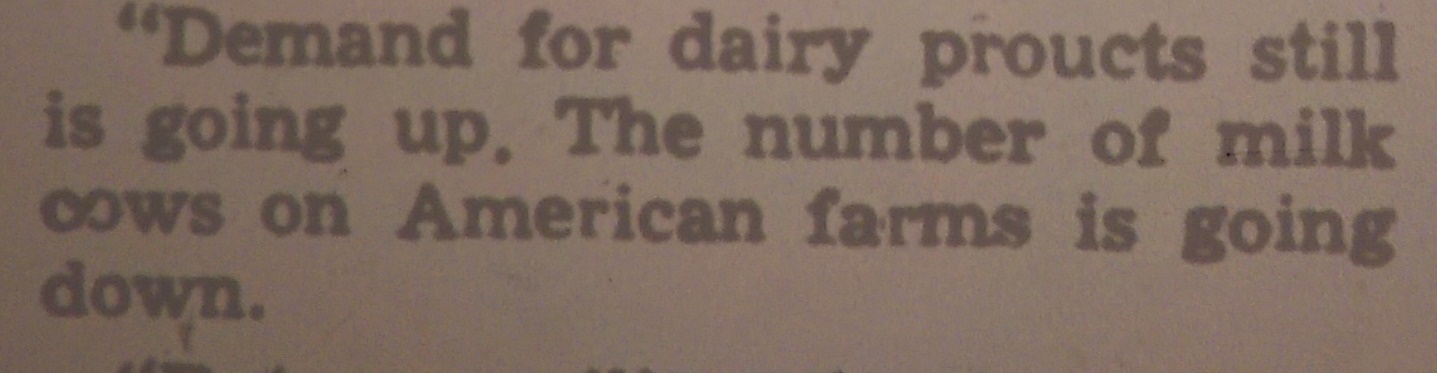 “Demand for dairy proucts still
is going up. The number of milk
cows on American farms is going
down.